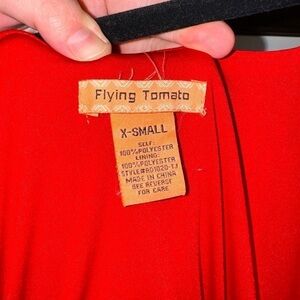 Flying Tomato
X-SMALL
SELF:
100%POLYESTER
LINING:
100%POLYESTER
MADE IN CHINA
SEE REVERSE
FOR CARE